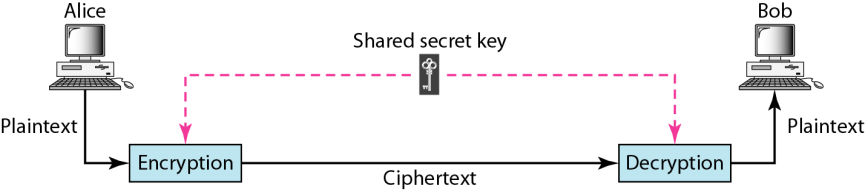 Alice
Bob
Shared secret key
Plaintext
Plaintext
Encryption
Decryption
Ciphertext